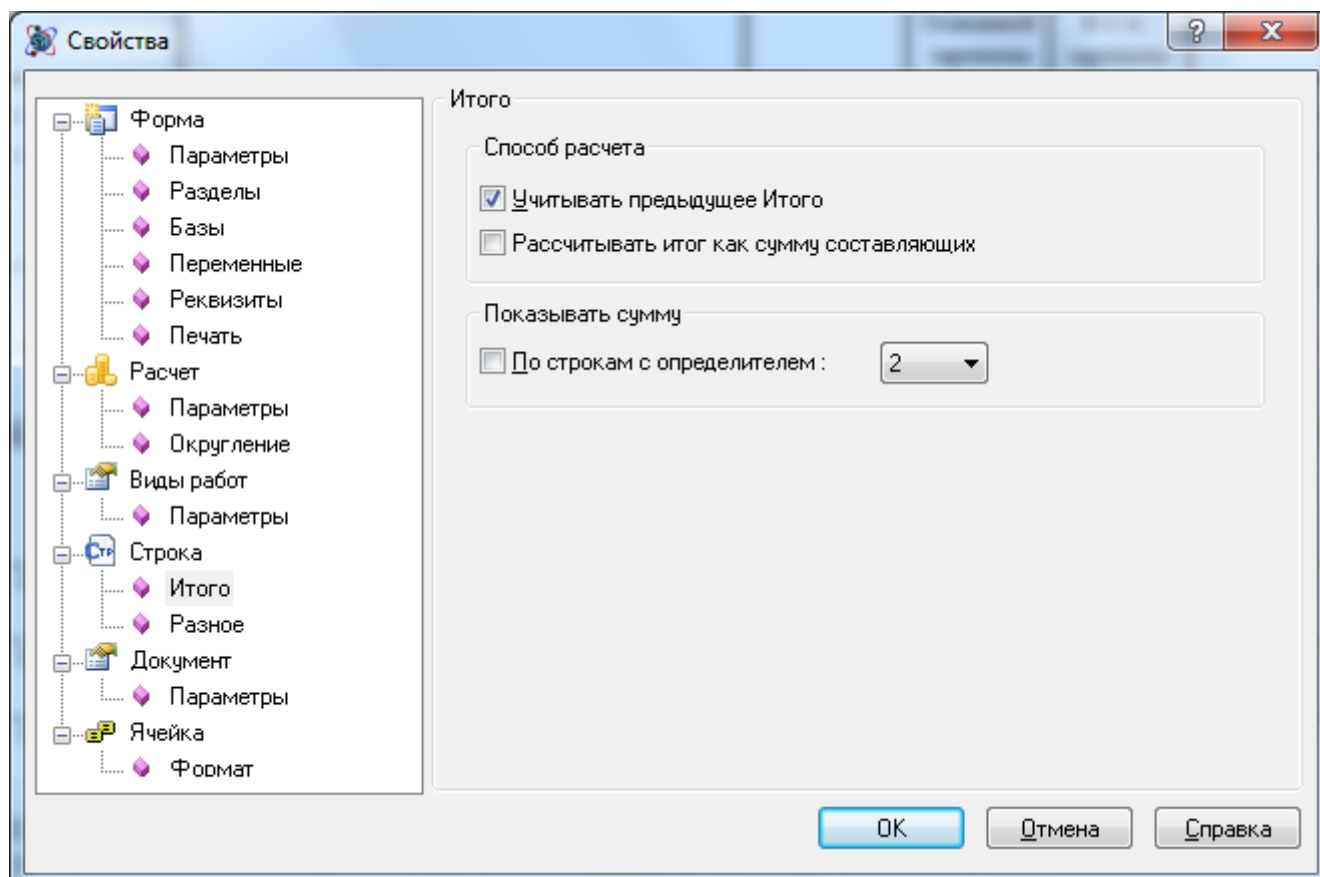 Свойства
Форма
Параметры
Разделы
Базы
Переменные
Реквизиты
Печать
Расчет
Параметры
Округление
Виды работ
Параметры
Строка
Итого
Разное
Документ
Параметры
Ячейка
Формат
Итого
Способ расчета
Учитывать предыдущее Итого
Рассчитывать итог как сумму составляющих
Показывать сумму
По строкам с определителем : 2
OK Отмена Справка